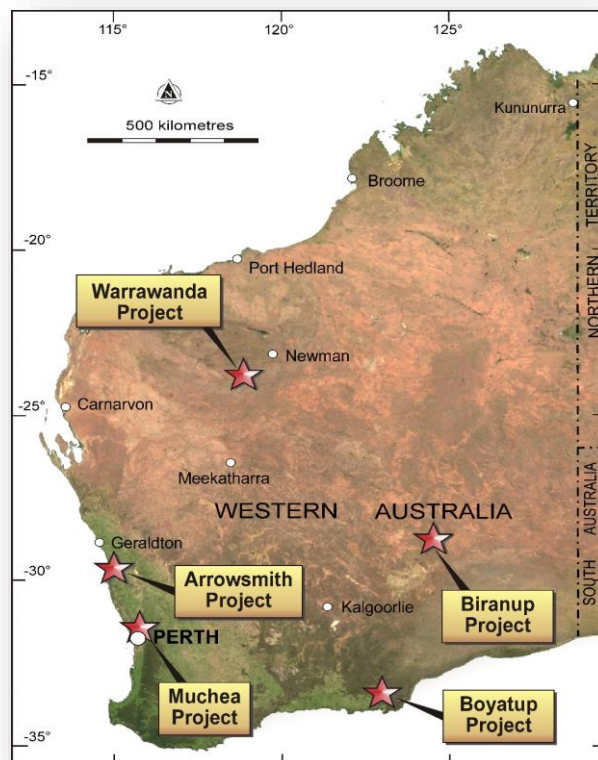 115°
120°
125°
-15°
Kununurra
500 kilometres
N
Broome
NORTHERN TERRITORY
-20°
Port Hedland
Warrawanda
Project
Newman
-25°
Carnarvon
Meekatharra
WESTERN AUSTRALIA
SOUTH AUSTRALIA
Geraldton
-30°
Arrowsmith
Project
Kalgoorlie
Biranup
Project
PERTH
Muchea
Project
Boyatup
Project
-35°